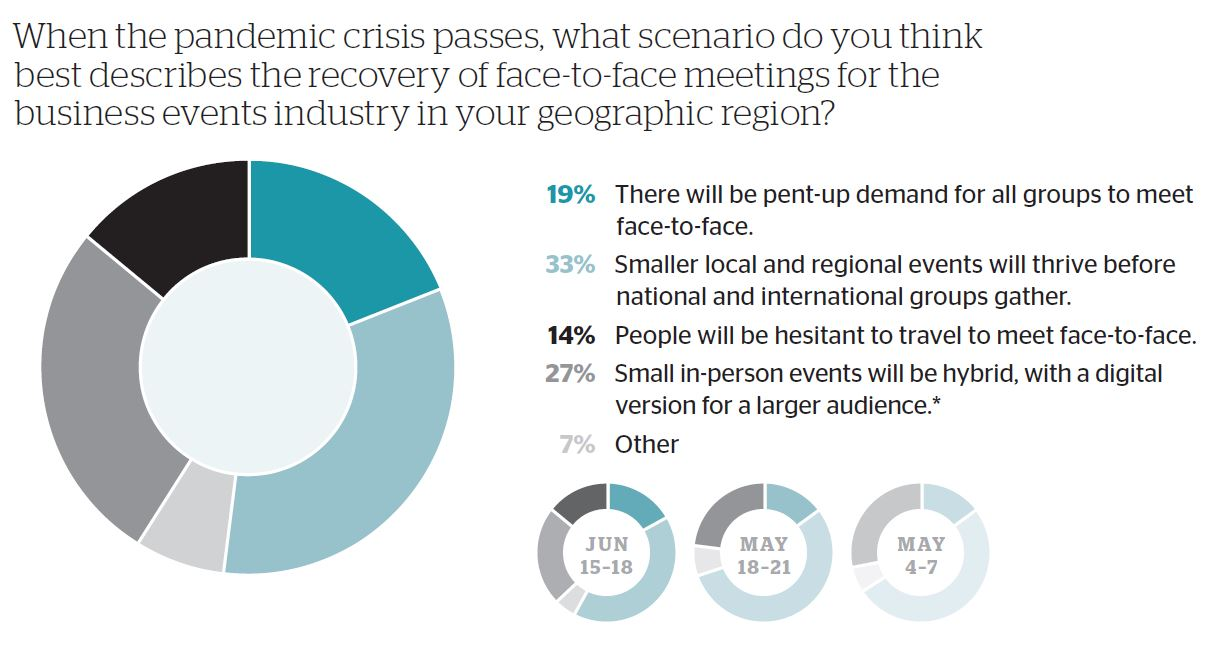 When the pandemic crisis passes, what scenario do you think
best describes the recovery of face-to-face meetings for the
business events industry in your geographic region?
19% There will be pent-up demand for all groups to meet
face-to-face.
33% Smaller local and regional events will thrive before
national and international groups gather.
14% People will be hesitant to travel to meet face-to-face.
27% Small in-person events will be hybrid, with a digital
version for a larger audience.*
7% Other
JUN
15–18
MAY
18–21
MAY
4–7